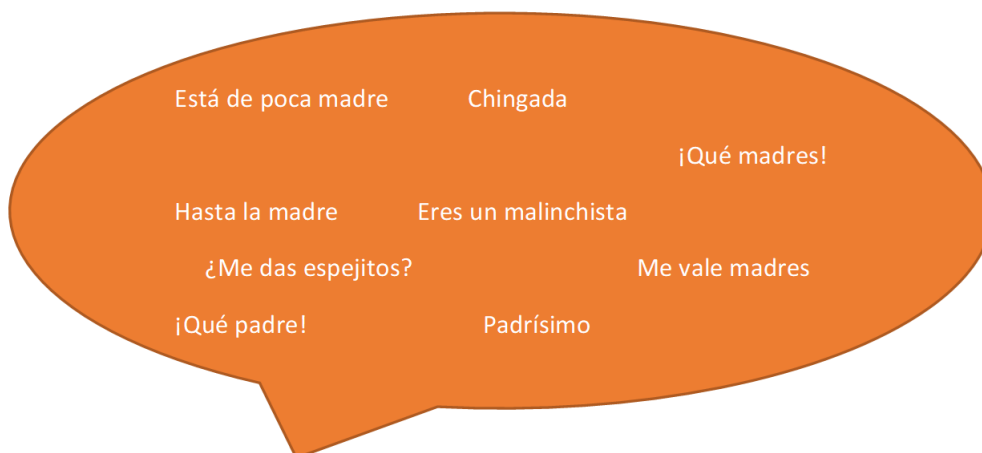 Está de poca madre Chingada
¡Qué madres!
Hasta la madre Eres un malinchista
¿Me das espejitos? Me vale madres
¡Qué padre! Padrísimo